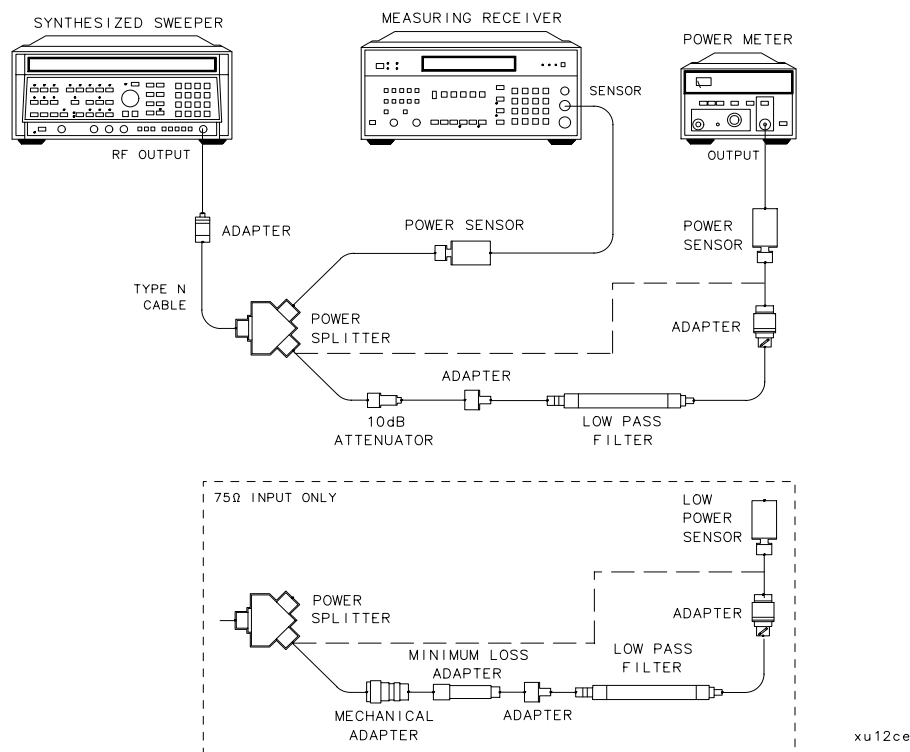 SYNTHESIZED SWEEPER
MEASURING RECEIVER
POWER METER
SENSOR
RF OUTPUT
OUTPUT
ADAPTER
POWER SENSOR
POWER
SENSOR
TYPE N
CABLE
POWER
SPLITTER
ADAPTER
ADAPTER
10dB
ATTENUATOR
LOW PASS
FILTER
75Ω INPUT ONLY
LOW
POWER
SENSOR
POWER
SPLITTER
ADAPTER
MINIMUM LOSS
ADAPTER
LOW PASS
FILTER
MECHANICAL
ADAPTER
ADAPTER
xu12ce